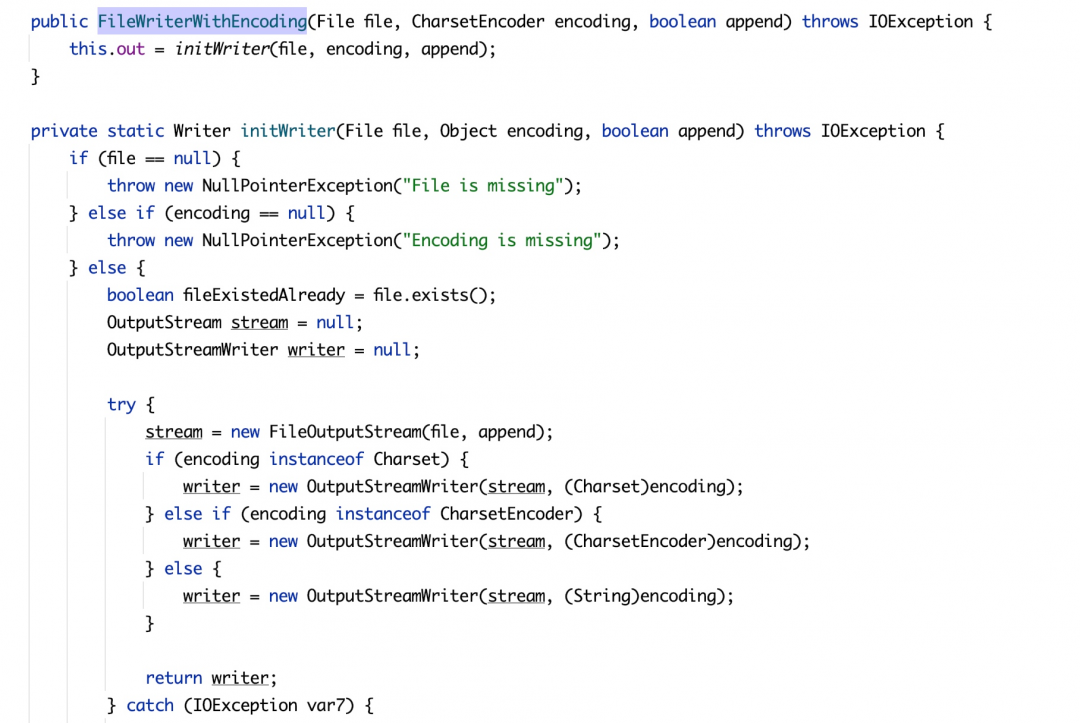 public FileWriterWithEncoding(File file, CharsetEncoder encoding, boolean append) throws IOException {
    this.out = initWriter(file, encoding, append);
}
private static Writer initWriter(File file, Object encoding, boolean append) throws IOException {
    if (file == null) {
        throw new NullPointerException("File is missing");
    } else if (encoding == null) {
        throw new NullPointerException("Encoding is missing");
    } else {
        boolean fileExistedAlready = file.exists();
        OutputStream stream = null;
        OutputStreamWriter writer = null;
        try {
            stream = new FileOutputStream(file, append);
            if (encoding instanceof Charset) {
                writer = new OutputStreamWriter(stream, (Charset)encoding);
            } else if (encoding instanceof CharsetEncoder) {
                writer = new OutputStreamWriter(stream, (CharsetEncoder)encoding);
            } else {
                writer = new OutputStreamWriter(stream, (String)encoding);
            }
            return writer;
        } catch (IOException var7) {